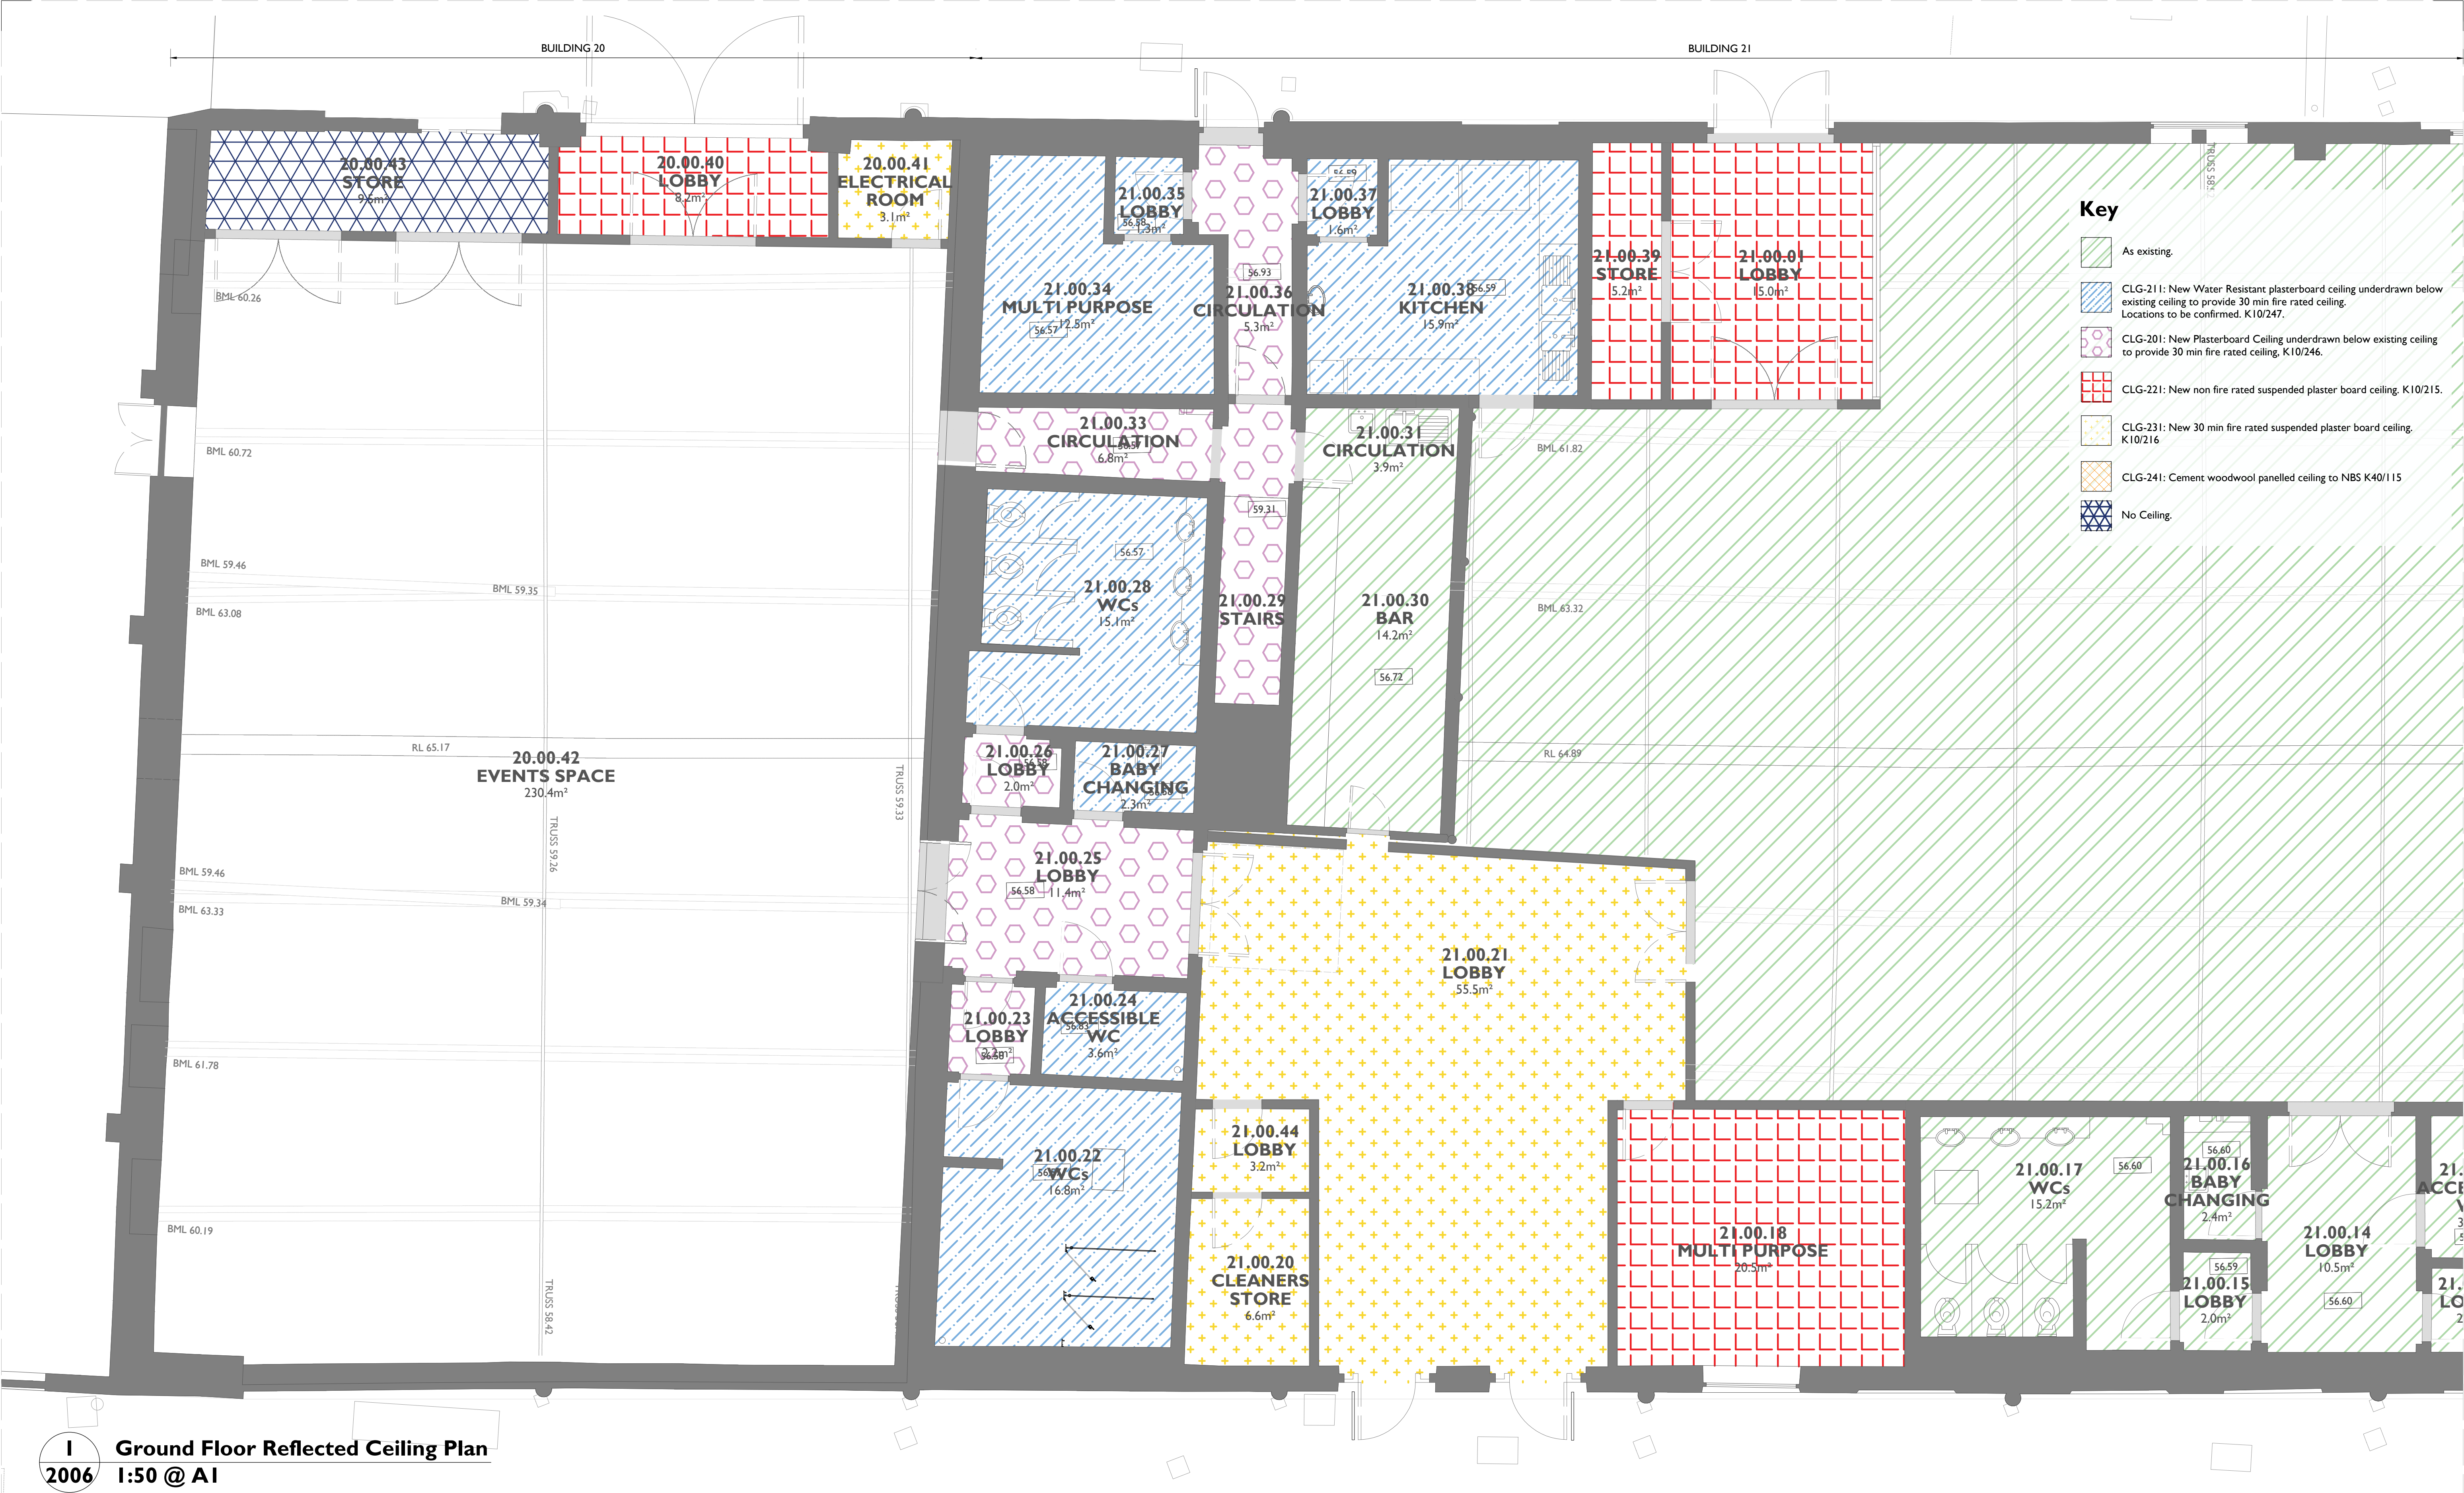 BUILDING 20
BUILDING 21
20.00.43
STORE
20.00.40
LOBBY
8.2m²
20.00.41
ELECTRICAL
ROOM
3.1m²
21.00.35
LOBBY
56.58
1.3m²
56.59
21.00.37
LOBBY
1.6m²
TRUSS
Key
As existing.
CLG-211: New Water Resistant plasterboard ceiling underdrawn below
existing ceiling to provide 30 min fire rated ceiling.
Locations to be confirmed. K10/247.
CLG-201: New Plasterboard Ceiling underdrawn below existing ceiling
to provide 30 min fire rated ceiling, K10/246.
CLG-221: New non fire rated suspended plaster board ceiling. K10/215.
CLG-231: New 30 min fire rated suspended plaster board ceiling.
K10/216
CLG-241: Cement woodwool panelled ceiling to NBS K40/115
No Ceiling.
21.00.34
MULTI PURPOSE
12.5m²
56.57
56.93
21.00.36
CIRCULATION
5.3m²
21.00.38
56.59
KITCHEN
15.9m²
21.00.39
STORE
5.2m²
21.00.01
LOBBY
15.0m²
BML 60.26
BML 60.72
21.00.33
CIRCULATION
6.8m²
21.00.31
CIRCULATION
3.9m²
BML 61.82
59.31
56.57
BML 59.46
BML 59.35
BML 63.08
21.00.28
WCs
15.1m²
21.00.29
STAIRS
21.00.30
BAR
14.2m²
56.72
BML 63.32
RL 65.17
20.00.42
EVENTS SPACE
230.4m²
TRUSS 59.33
TRUSS 59.26
21.00.26
LOBBY
56.58
2.0m²
21.00.27
BABY
CHANGING
2.3m²
RL 64.89
BML 59.46
BML 59.34
BML 63.33
21.00.25
LOBBY
56.58
11.4m²
21.00.21
LOBBY
55.5m²
21.00.23
LOBBY
56.58
21.00.24
ACCESSIBLE
56.83
WC
3.6m²
BML 61.78
21.00.22
WCs
16.8m²
21.00.44
LOBBY
3.2m²
BML 60.19
TRUSS 58.42
21.00.20
CLEANERS
STORE
6.6m²
21.00.18
MULTI PURPOSE
20.5m²
21.00.17
WCs
15.2m²
56.60
56.60
21.00.16
BABY
CHANGING
2.4m²
56.59
21.00.15
LOBBY
2.0m²
21.00.14
LOBBY
10.5m²
56.60
1
2006
Ground Floor Reflected Ceiling Plan
1:50 @ A1